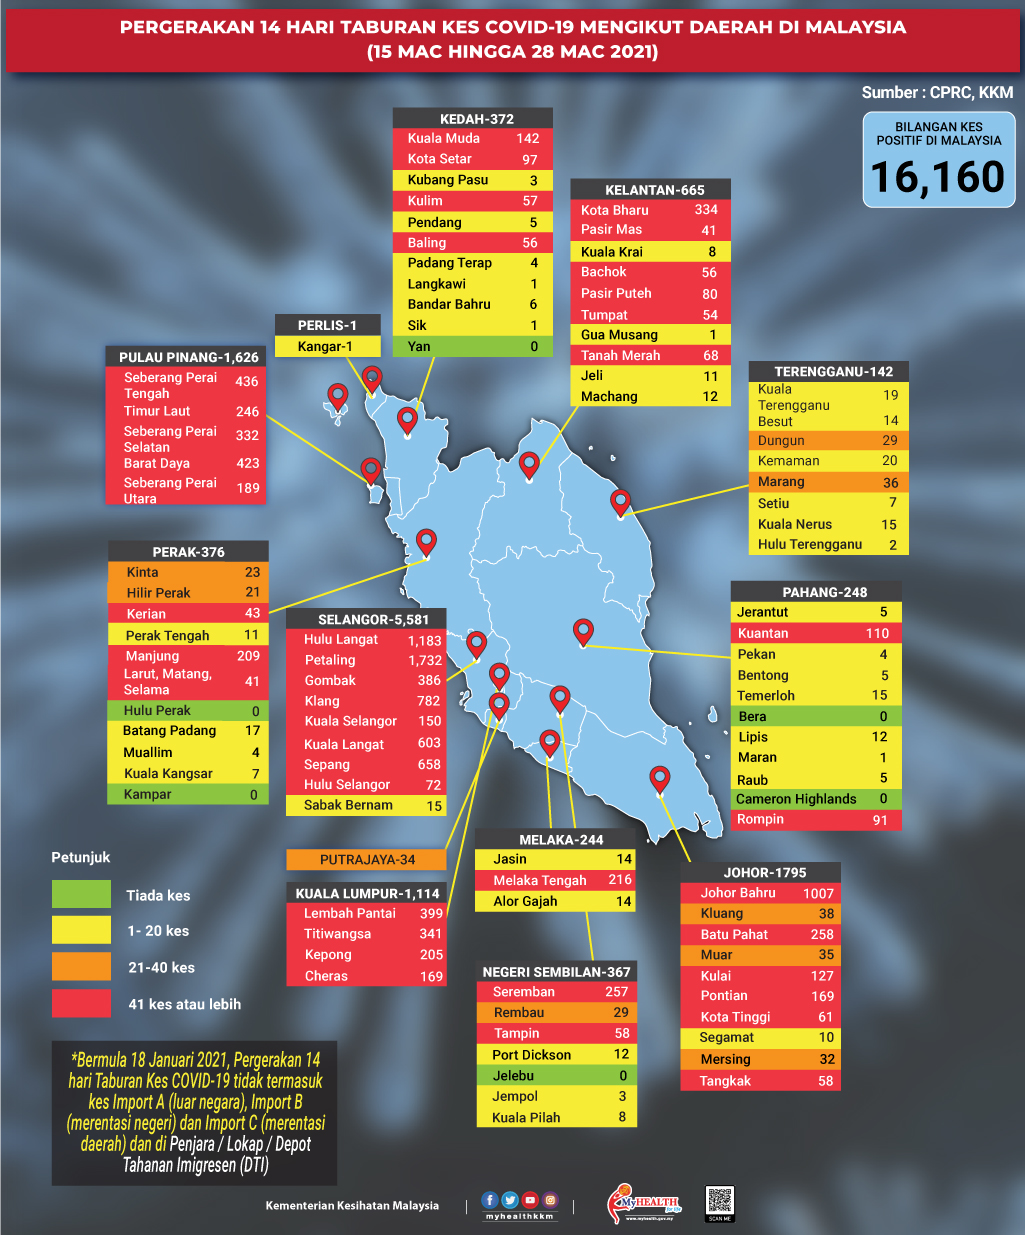 PERGERAKAN 14 HARI TABURAN KES COVID-19 MENGIKUT DAERAH DI MALAYSIA
(15 MAC HINGGA 28 MAC 2021)
Sumber : CPRC, KKM
BILANGAN KES
POSITIF DI MALAYSIA
16,160
KEDAH-372
Kuala Muda 142
Kota Setar 97
Kubang Pasu 3
Kulim 57
Pendang 5
Baling 56
Padang Terap 4
Langkawi 1
Bandar Bahru 6
Sik 1
Yan 0
KELANTAN-665
Kota Bharu 334
Pasir Mas 41
Kuala Krai 8
Bachok 56
Pasir Puteh 80
Tumpat 54
Gua Musang 1
Tanah Merah 68
Jeli 11
Machang 12
PERLIS-1
Kangar-1
PULAU PINANG-1,626
Seberang Perai 436
Tengah
Timur Laut 246
Seberang Perai 332
Selatan
Barat Daya 423
Seberang Perai 189
Utara
TERENGGANU-142
Kuala 19
Terengganu
Besut 14
Dungun 29
Kemaman 20
Marang 36
Setiu 7
Kuala Nerus 15
Hulu Terengganu 2
PERAK-376
Kinta 23
Hilir Perak 21
Kerian 43
Perak Tengah 11
Manjung 209
Larut, Matang, 41
Selama
Hulu Perak 0
Batang Padang 17
Muallim 4
Kuala Kangsar 7
Kampar 0
SELANGOR-5,581
Hulu Langat 1,183
Petaling 1,732
Gombak 386
Klang 782
Kuala Selangor 150
Kuala Langat 603
Sepang 658
Hulu Selangor 72
Sabak Bernam 15
PAHANG-248
Jerantut 5
Kuantan 110
Pekan 4
Bentong 5
Temerloh 15
Bera 0
Lipis 12
Maran 1
Raub 5
Cameron Highlands 0
Rompin 91
PUTRAJAYA-34
KUALA LUMPUR-1,114
Lembah Pantai 399
Titiwangsa 341
Kepong 205
Cheras 169
MELAKA-244
Jasin 14
Melaka Tengah 216
Alor Gajah 14
NEGERI SEMBILAN-367
Seremban 257
Rembau 29
Tampin 58
Port Dickson 12
Jelebu 0
Jempol 3
Kuala Pilah 8
JOHOR-1795
Johor Bahru 1007
Kluang 38
Batu Pahat 258
Muar 35
Kulai 127
Pontian 169
Kota Tinggi 61
Segamat 10
Mersing 32
Tangkak 58
Petunjuk
Tiada kes
1- 20 kes
21-40 kes
41 kes atau lebih
*Bermula 18 Januari 2021, Pergerakan 14
hari Taburan Kes COVID-19 tidak termasuk
kes Import A (luar negara), Import B
(merentasi negeri) dan Import C (merentasi
daerah) dan di Penjara / Lokap / Depot
Tahanan Imigresen (DTI)
Kementerian Kesihatan Malaysia
myhealthkkm
MyHEALTH
for life
www.myhealth.gov.my
SCAN ME